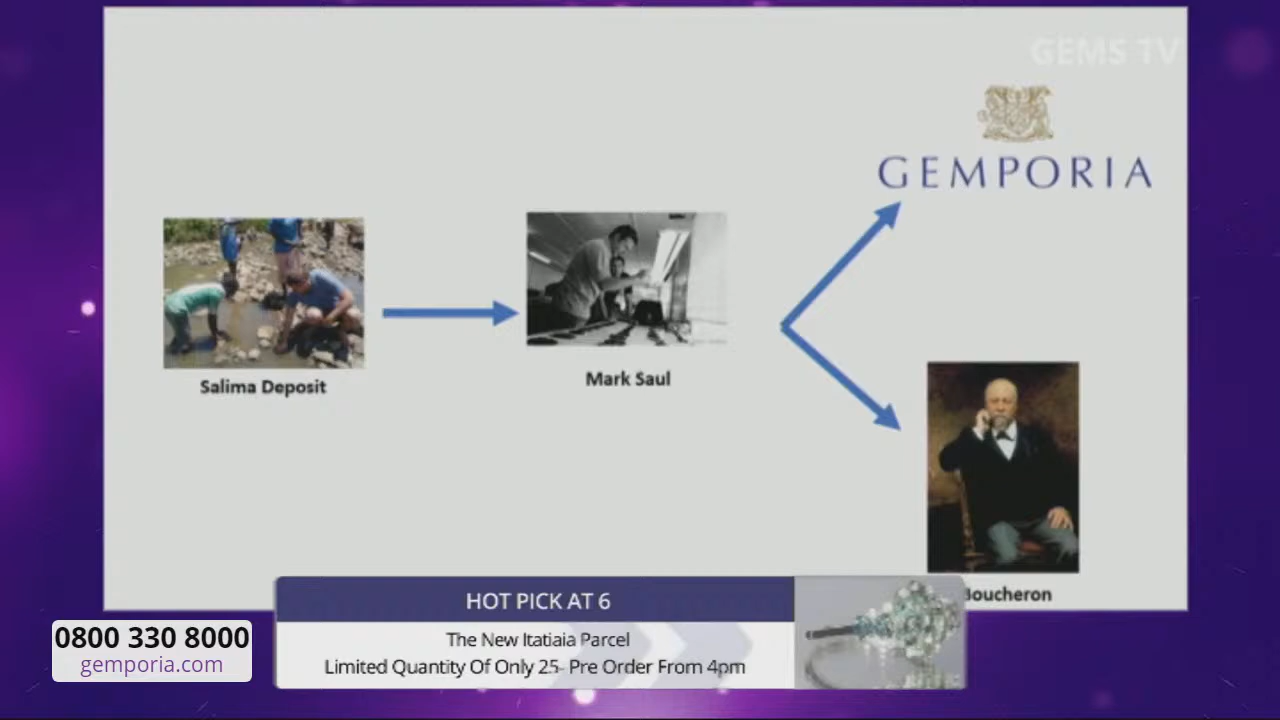 GEMS TV
GEMPORIA
Salima Deposit
Mark Saul
Boucheron
HOT PICK AT 6
The New Itatiaia Parcel
Limited Quantity Of Only 25- Pre Order From 4pm
0800 330 8000
gemporia.com